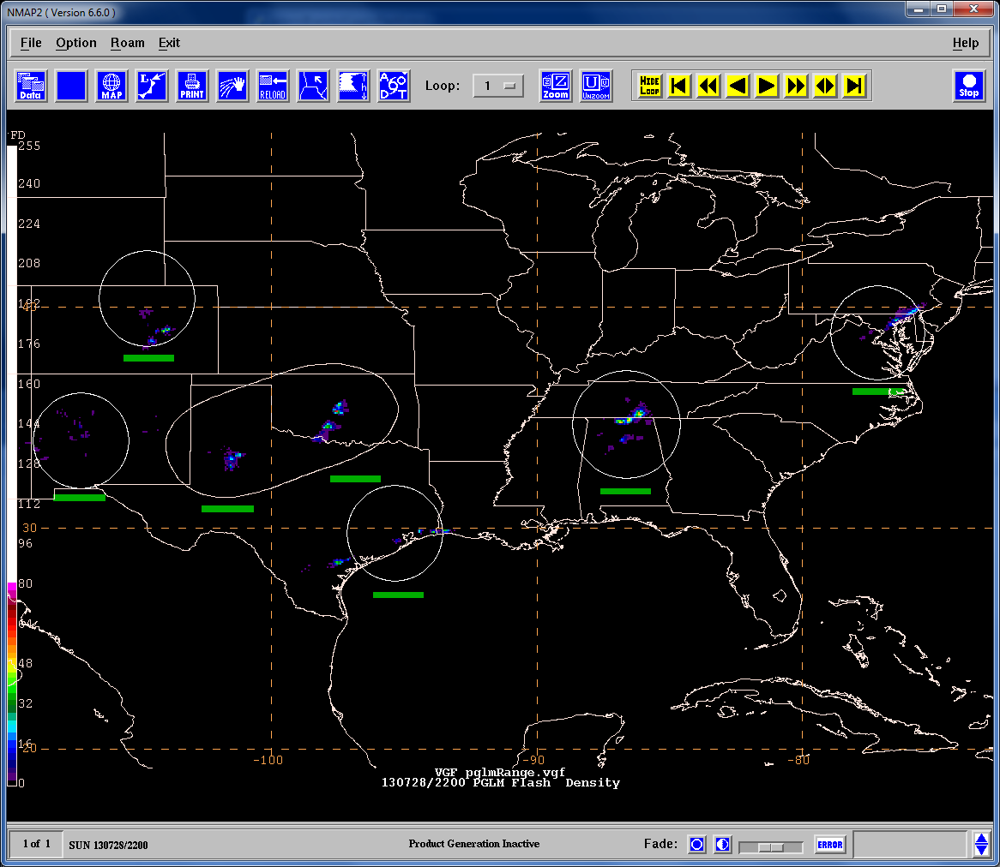 NMAP2 ( Version 6.6.0 )
File Option Roam Exit Help
Data MAP L PRINT RELOAD h A G O D T Loop: 1 Z Zoom U UNZOOM HIDE LOOP Stop
FD
255
240
224
208
192
176
160
144
128
112
30
96
80
64
48
32
16
20
0
-100 -90 -80
VGF pglmRange.vgf
130728/2200 PGLM Flash Density
1 of 1 SUN 130728/2200 Product Generation Inactive Fade: ERROR